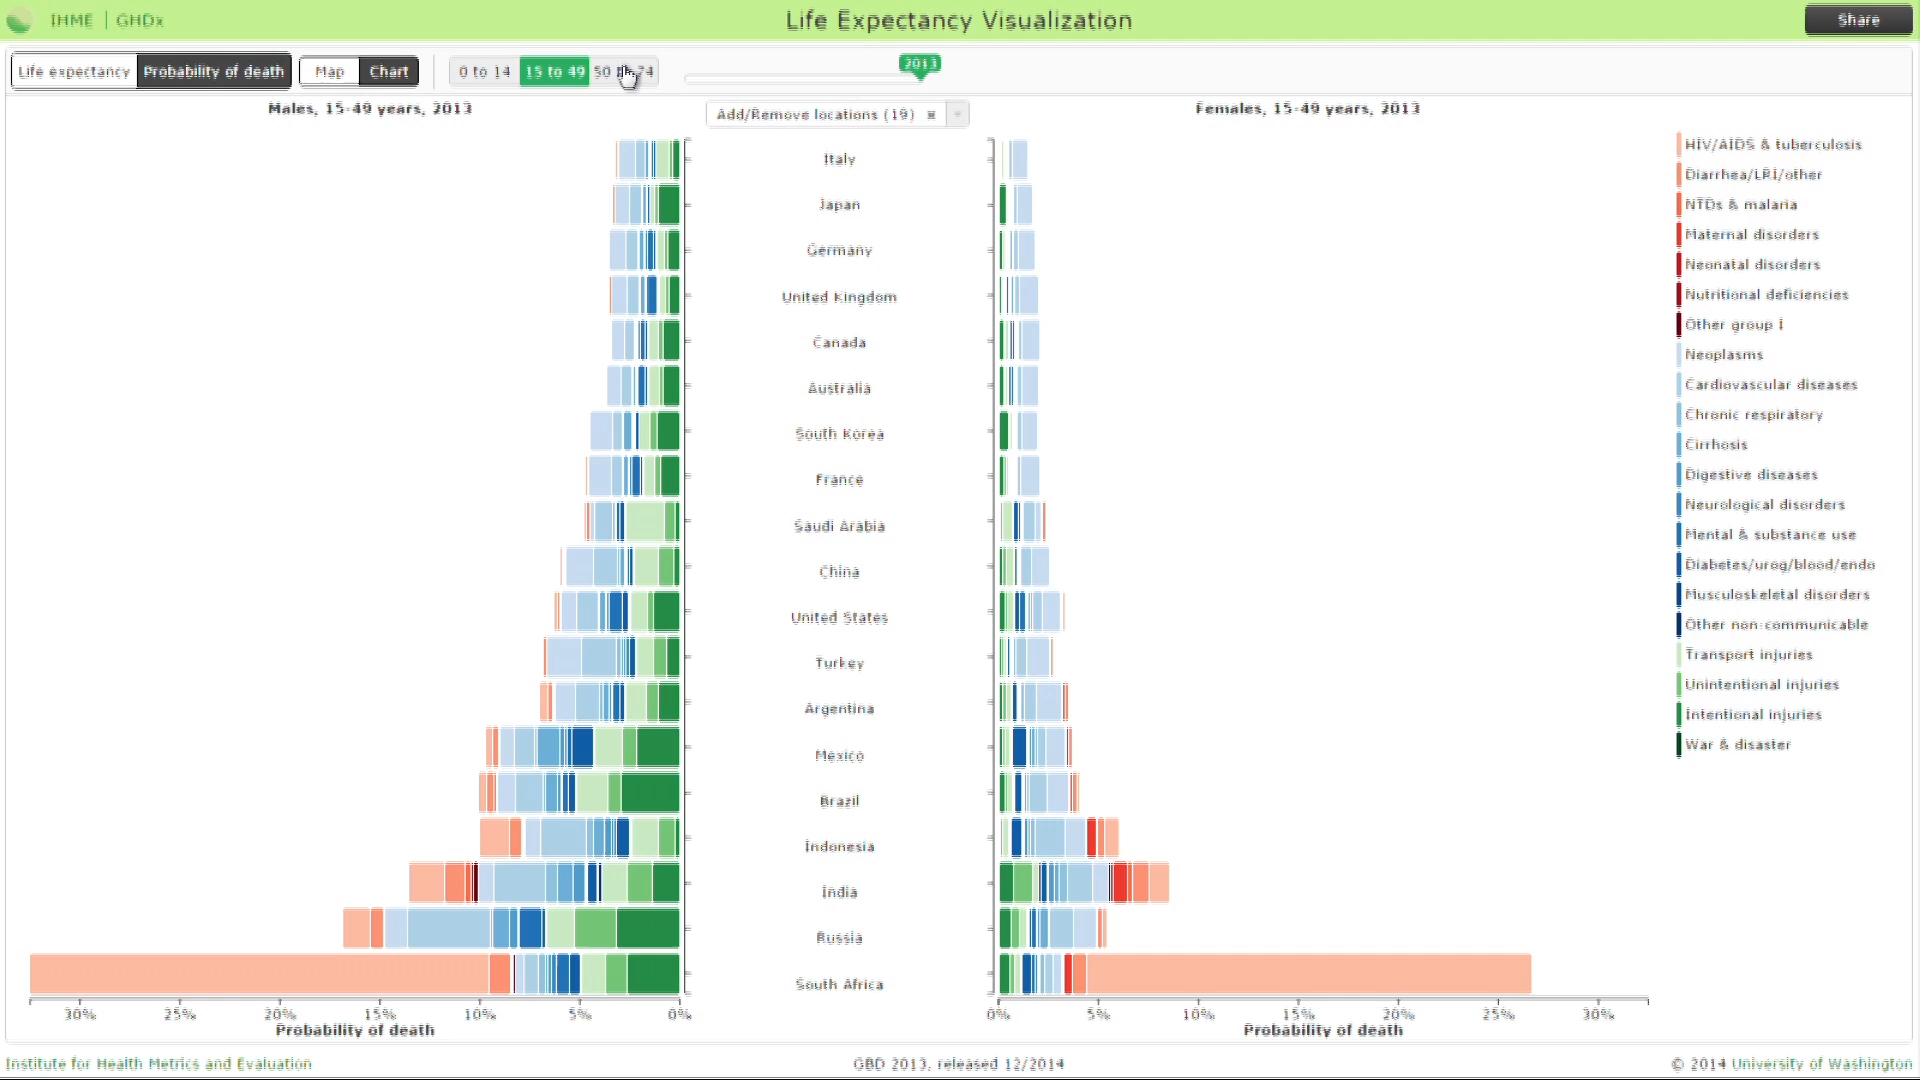 IHME | GHDx
Life Expectancy Visualization
Share
Life expectancy
Probability of death
Map
Chart
0 to 14
15 to 49
50
74
2013
Males, 15-49 years, 2013
Add/Remove locations (19)
Females, 15-49 years, 2013
Italy
Japan
Germany
United Kingdom
Canada
Australia
South Korea
France
Saudi Arabia
China
United States
Turkey
Argentina
Mexico
Brazil
Indonesia
India
Russia
South Africa
HIV/AIDS & tuberculosis
Diarrhea/LRI/other
NTDs & malaria
Maternal disorders
Neonatal disorders
Nutritional deficiencies
Other group I
Neoplasms
Cardiovascular diseases
Chronic respiratory
Cirrhosis
Digestive diseases
Neurological disorders
Mental & substance use
Diabetes/urog/blood/endo
Musculoskeletal disorders
Other non-communicable
Transport injuries
Unintentional injuries
Intentional injuries
War & disaster
30% 25% 20% 15% 10% 5% 0%
Probability of death
0% 5% 10% 15% 20% 25% 30%
Probability of death
Institute for Health Metrics and Evaluation
GBD 2013, released 12/2014
© 2014 University of Washington